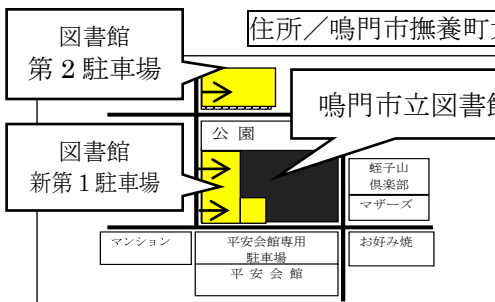 住所／鳴門市撫養町
図書館
第２駐車場
鳴門市立図書館
公園
図書館
新第１駐車場
蛭子山
倶楽部
マザーズ
マンション
平安会館専用
駐車場
平安会館
お好み焼